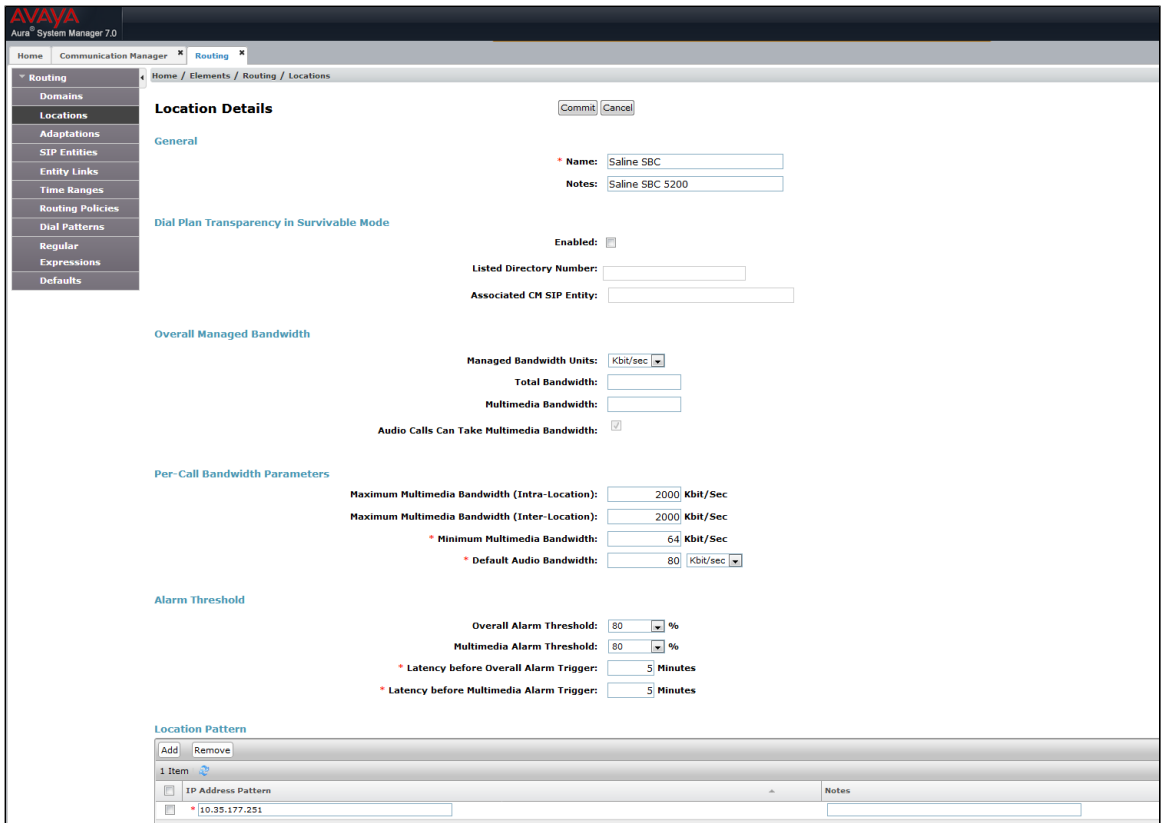 AVAYA
Aura® System Manager 7.0
Home
Communication Manager ×
Routing ×
Routing
Home / Elements / Routing / Locations
Domains
Locations
Adaptations
SIP Entities
Entity Links
Time Ranges
Routing Policies
Dial Patterns
Regular
Expressions
Defaults
Location Details
Commit Cancel
General
* Name: Saline SBC
Notes: Saline SBC 5200
Dial Plan Transparency in Survivable Mode
Enabled:
Listed Directory Number:
Associated CM SIP Entity:
Overall Managed Bandwidth
Managed Bandwidth Units: Kbit/sec
Total Bandwidth:
Multimedia Bandwidth:
Audio Calls Can Take Multimedia Bandwidth:
Per-Call Bandwidth Parameters
Maximum Multimedia Bandwidth (Intra-Location): 2000 Kbit/Sec
Maximum Multimedia Bandwidth (Inter-Location): 2000 Kbit/Sec
* Minimum Multimedia Bandwidth: 64 Kbit/Sec
* Default Audio Bandwidth: 80 Kbit/sec
Alarm Threshold
Overall Alarm Threshold: 80 %
Multimedia Alarm Threshold: 80 %
* Latency before Overall Alarm Trigger: 5 Minutes
* Latency before Multimedia Alarm Trigger: 5 Minutes
Location Pattern
Add Remove
1 Item
IP Address Pattern Notes
* 10.35.177.251